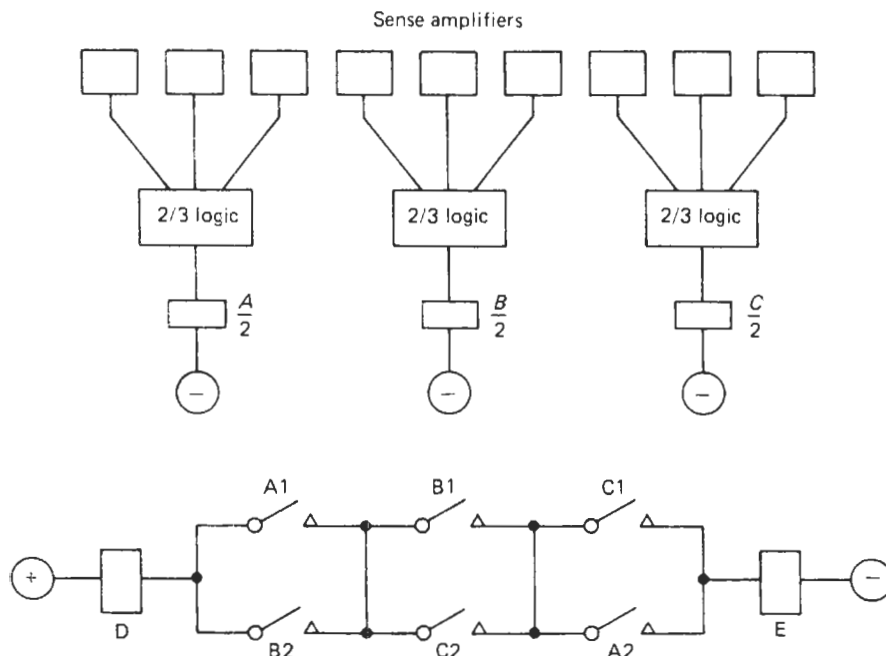 Sense amplifiers
2/3 logic
2/3 logic
2/3 logic
A/2
B/2
C/2
−
−
−
A1
B1
C1
+
−
D
B2
C2
A2
E